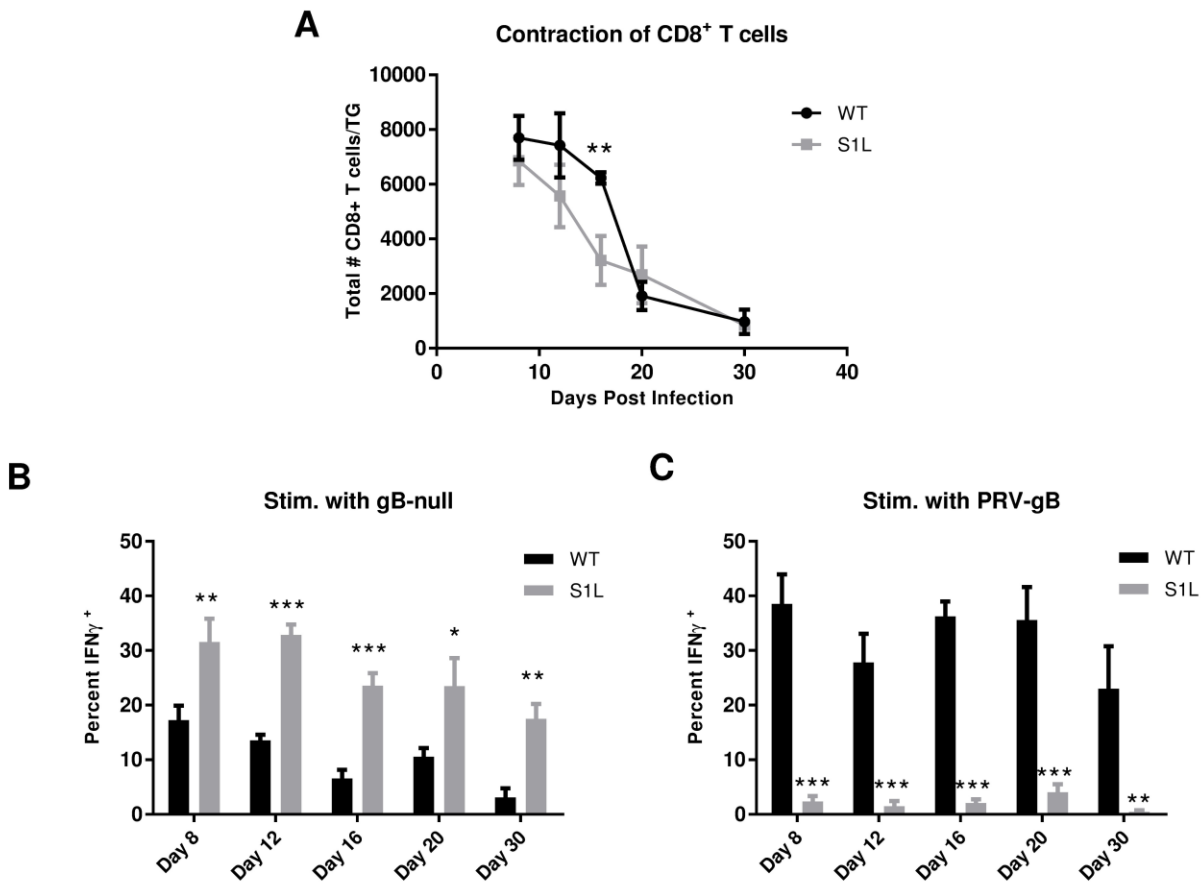 A
Contraction of CD8⁺ T cells
Total # CD8+ T cells/TG
10000
8000
6000
4000
2000
0
**
WT
S1L
0 10 20 30 40
Days Post Infection
B
Stim. with gB-null
Percent IFNγ⁺
50
40
30
20
10
0
** *** *** * **
WT
S1L
Day 8 Day 12 Day 16 Day 20 Day 30
C
Stim. with PRV-gB
Percent IFNγ⁺
50
40
30
20
10
0
*** *** *** *** **
WT
S1L
Day 8 Day 12 Day 16 Day 20 Day 30